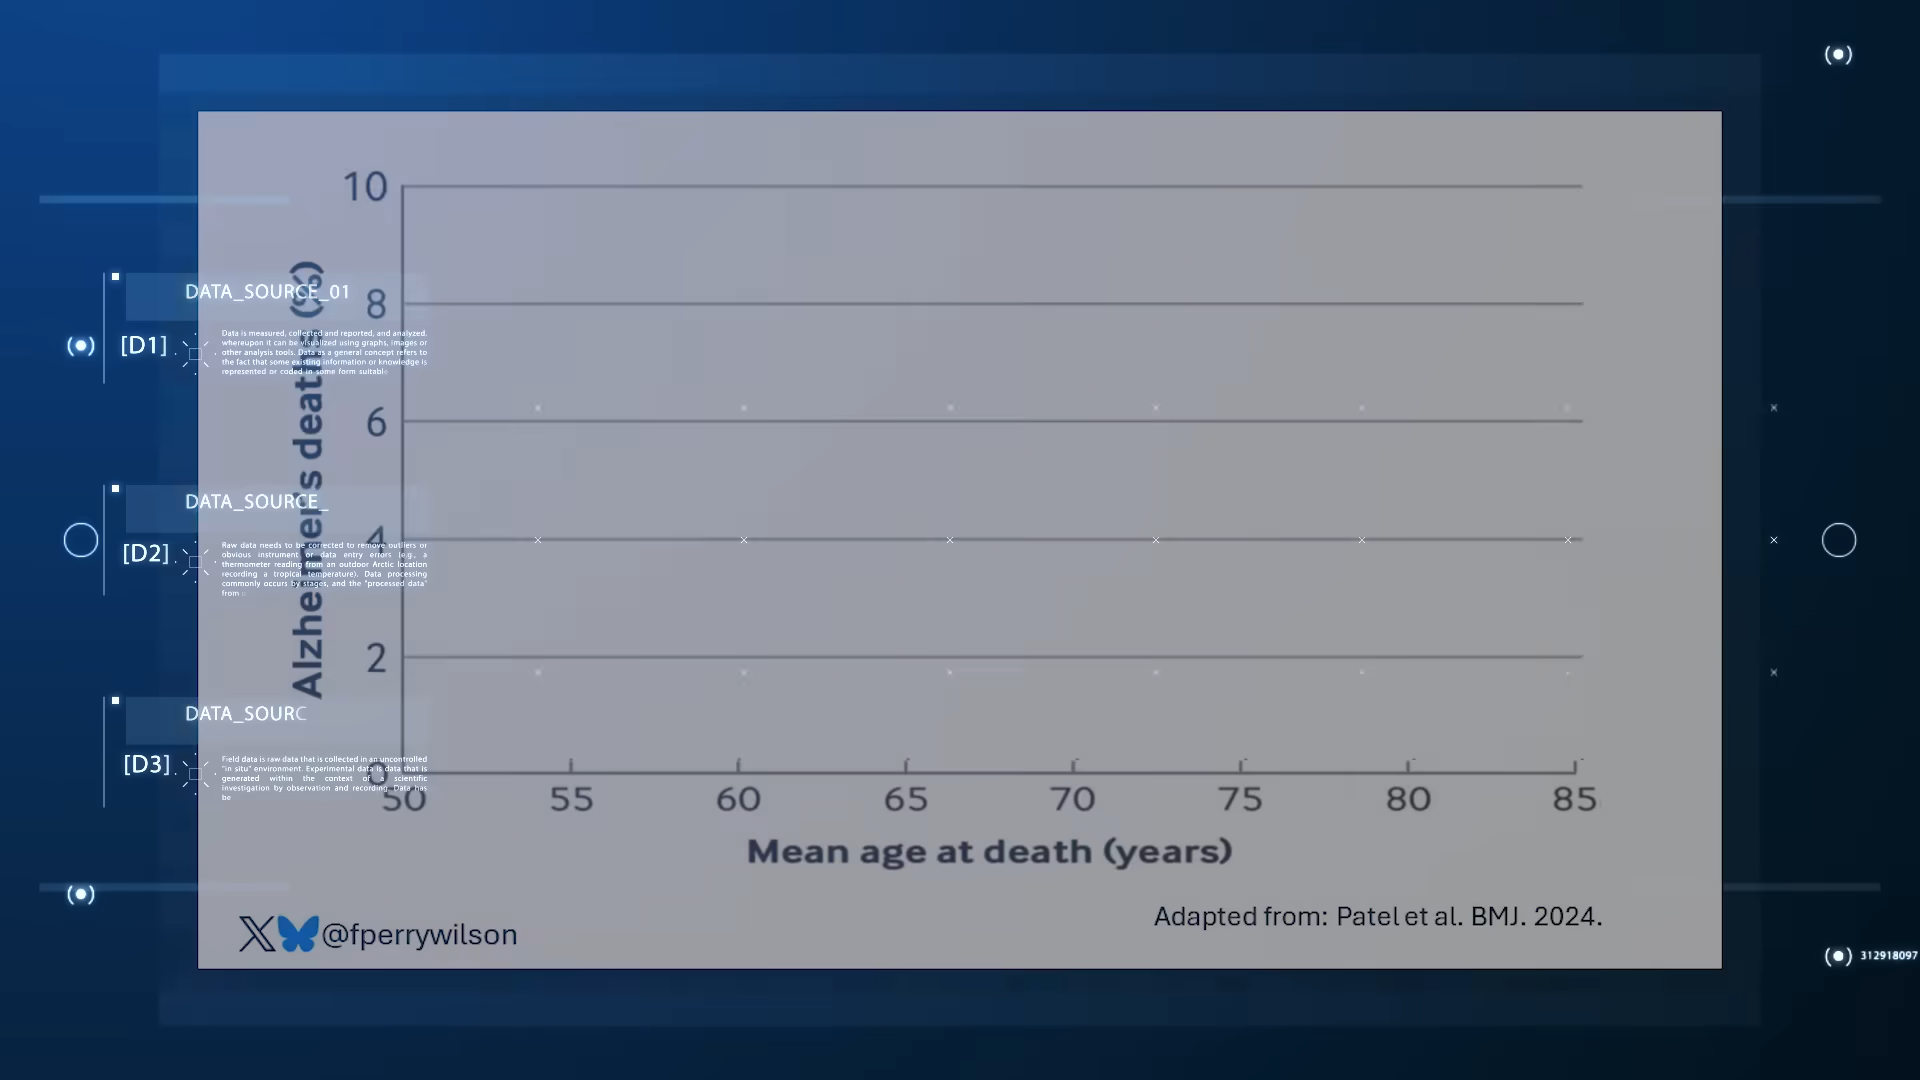 10
8
6
4
2
0
Alzheimer's deaths (%)
50 55 60 65 70 75 80 85
Mean age at death (years)
@fperrywilson
Adapted from: Patel et al. BMJ. 2024.
DATA_SOURCE_01
[D1]
Data is measured, collected and reported, and analyzed,
whereupon it can be visualized using graphs, images or
other analysis tools. Data as a general concept refers to
the fact that some existing information or knowledge is
represented or coded in some form suitabl
DATA_SOURCE_
[D2]
Raw data needs to be corrected to remove outliers or
obvious instrument or data entry errors (e.g., a
thermometer reading from an outdoor Arctic location
recording a tropical temperature). Data processing
commonly occurs by stages, and the "processed data"
from
DATA_SOURC
[D3]
Field data is raw data that is collected in an uncontrolled
"in situ" environment. Experimental data is data that is
generated within the context of a scientific
investigation by observation and recording. Data has
be
312918097